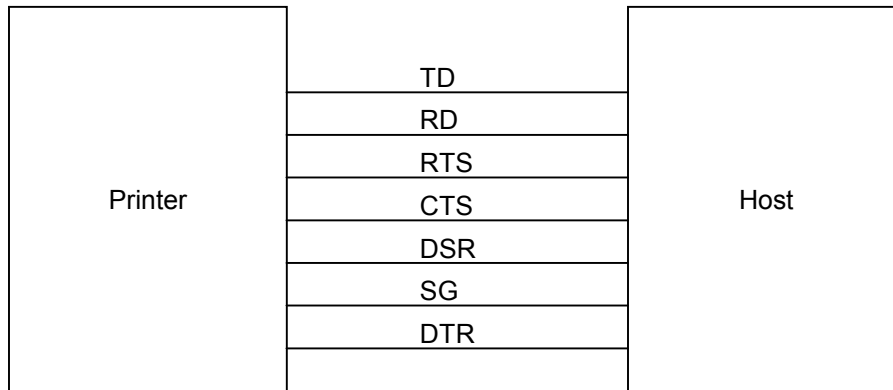 TD
RD
RTS
Printer
CTS
Host
DSR
SG
DTR